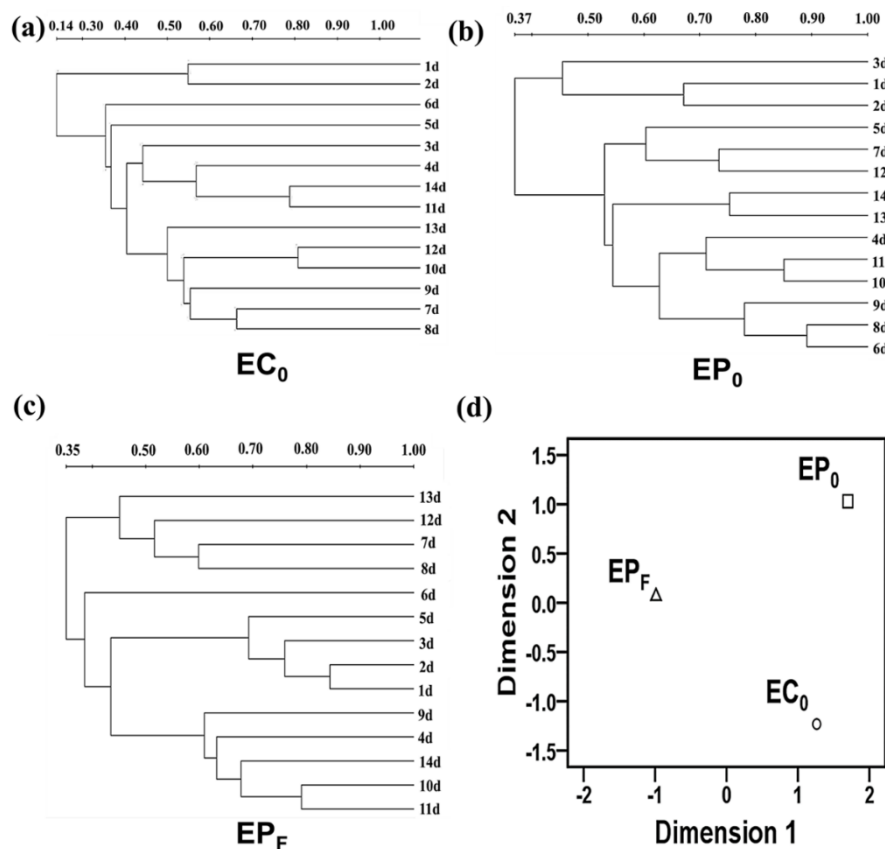 (a)
0.14 0.30 0.40 0.50 0.60 0.70 0.80 1.00
1d
2d
6d
5d
3d
4d
14d
11d
13d
12d
10d
9d
7d
8d
EC₀
(b)
0.37 0.50 0.60 0.70 0.80 0.90 1.00
3d
1d
2d
5d
7d
12
14
13
4d
11
10
9d
8d
6d
EP₀
(c)
0.35 0.50 0.60 0.70 0.80 0.90 1.00
13d
12d
7d
8d
6d
5d
3d
2d
1d
9d
4d
14d
10d
11d
EP_F
(d)
1.5
1.0
0.5
0.0
-0.5
-1.0
-1.5
Dimension 2
EP₀
EP_F
EC₀
-2 -1 0 1 2
Dimension 1